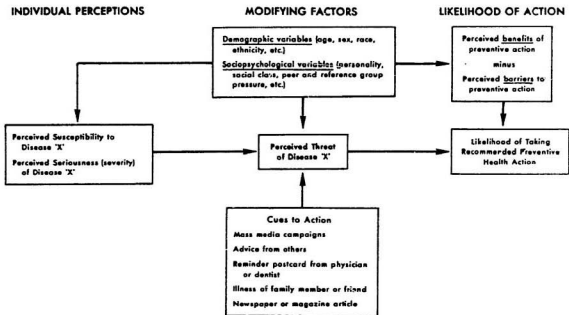 INDIVIDUAL PERCEPTIONS
MODIFYING FACTORS
LIKELIHOOD OF ACTION
Demographic variables (age, sex, race,
ethnicity, etc.)
Sociopsychological variables (personality,
social class, peer and reference group
pressure, etc.)
Perceived benefits of
preventive action
minus
Perceived barriers to
preventive action
Perceived Susceptibility to
Disease "X"
Perceived Seriousness (severity)
of Disease "X"
Perceived Threat
of Disease "X"
Likelihood of Taking
Recommended Preventive
Health Action
Cues to Action
Mass media campaigns
Advice from others
Reminder postcard from physician
or dentist
Illness of family member or friend
Newspaper or magazine article